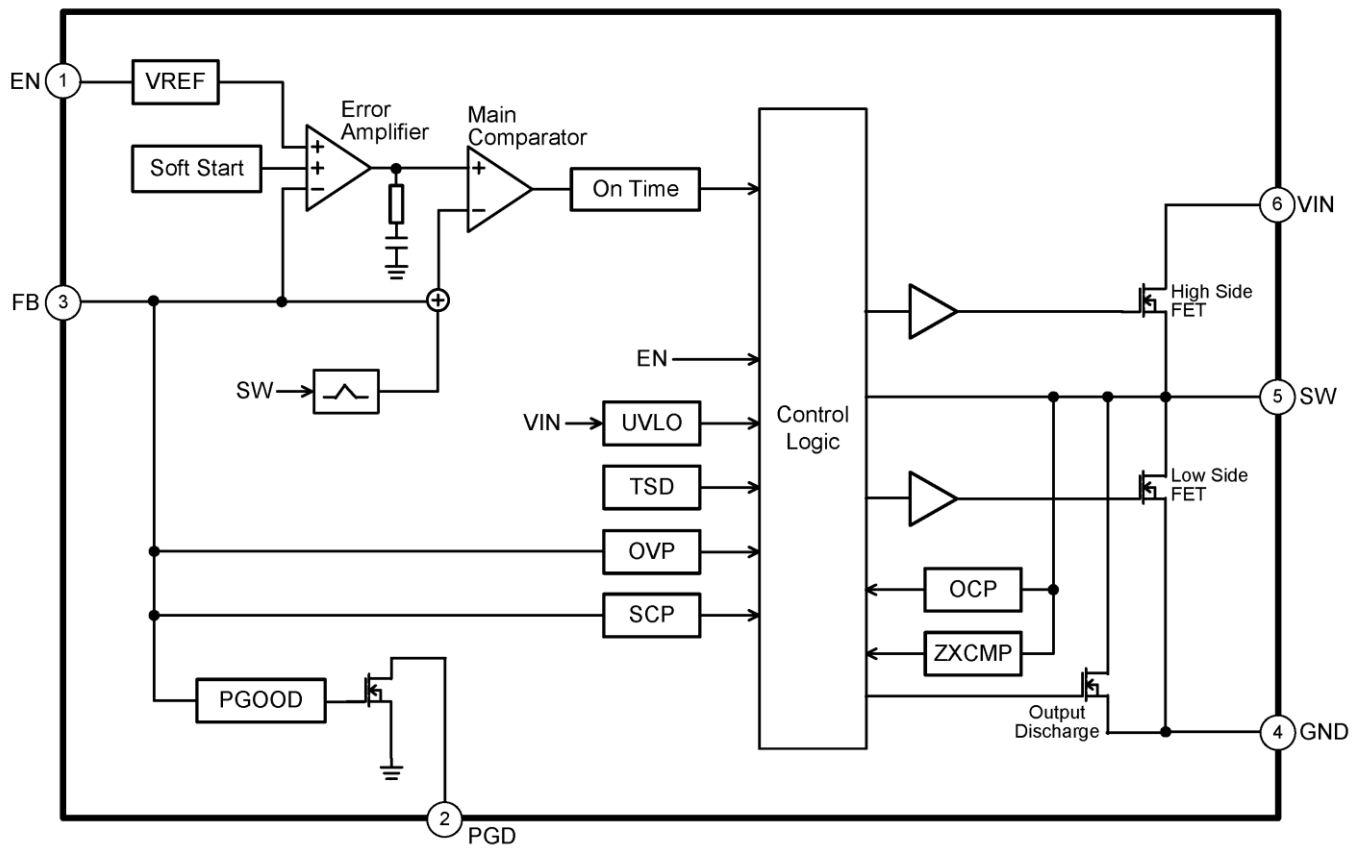 EN
1
VREF
Error
Amplifier
Main
Comparator
Soft Start
+
+
−
+
−
On Time
6
VIN
FB
3
+
High Side
FET
EN
SW
5
SW
VIN
UVLO
Control
Logic
TSD
Low Side
FET
OVP
OCP
SCP
ZXCMP
PGOOD
Output
Discharge
4
GND
2
PGD